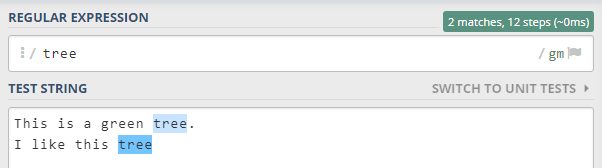 REGULAR EXPRESSION
2 matches, 12 steps (~0ms)
/ tree / gm
TEST STRING SWITCH TO UNIT TESTS
This is a green tree.
I like this tree